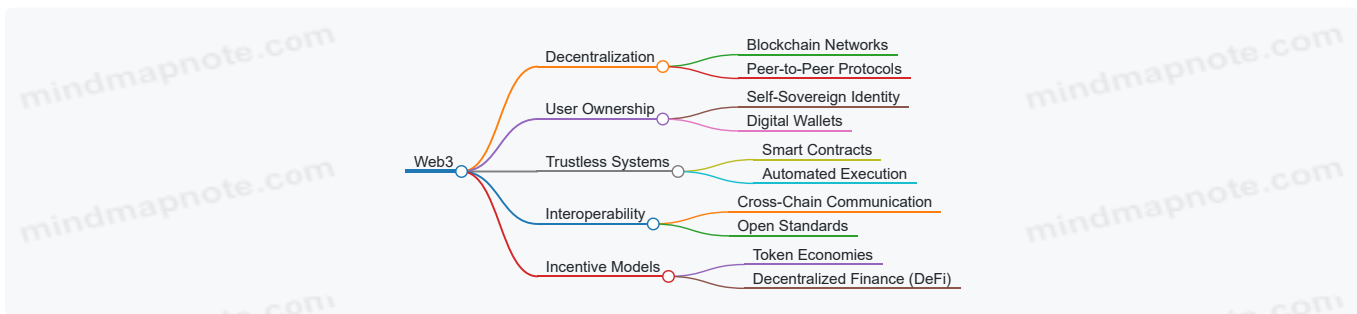 mindmapnote.com
mindmapnote.com
Web3
Decentralization
Blockchain Networks
Peer-to-Peer Protocols
User Ownership
Self-Sovereign Identity
Digital Wallets
Trustless Systems
Smart Contracts
Automated Execution
Interoperability
Cross-Chain Communication
Open Standards
Incentive Models
Token Economies
Decentralized Finance (DeFi)
mindmapnote.com
mindmapnote.com
mindmapnote.com
mindmapnote.com